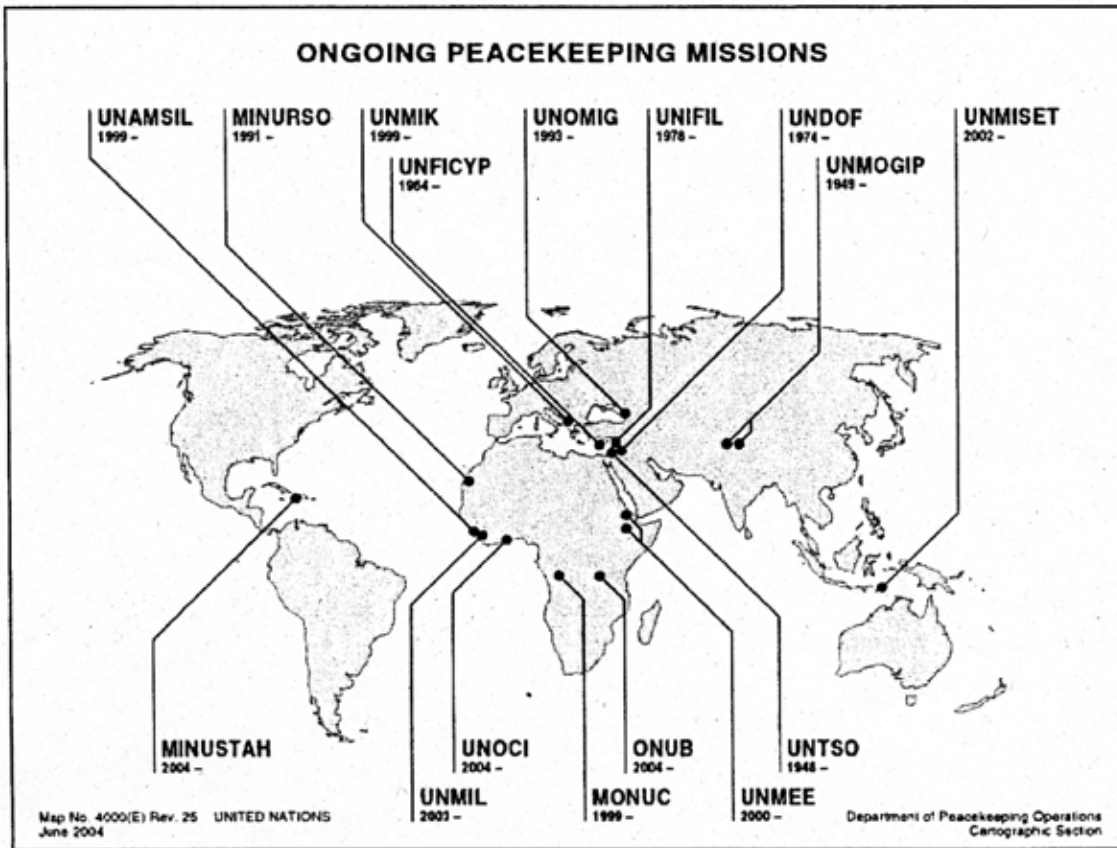 ONGOING PEACEKEEPING MISSIONS
UNAMSIL
1999 –
MINURSO
1991 –
UNMIK
1999 –
UNFICYP
1964 –
UNOMIG
1993 –
UNIFIL
1978 –
UNDOF
1974 –
UNMOGIP
1949 –
UNMISET
2002 –
MINUSTAH
2004 –
UNMIL
2003 –
UNOCI
2004 –
MONUC
1999 –
ONUB
2004 –
UNMEE
2000 –
UNTSO
1948 –
Map No. 4000(E) Rev. 25 UNITED NATIONS
June 2004
Department of Peacekeeping Operations
Cartographic Section